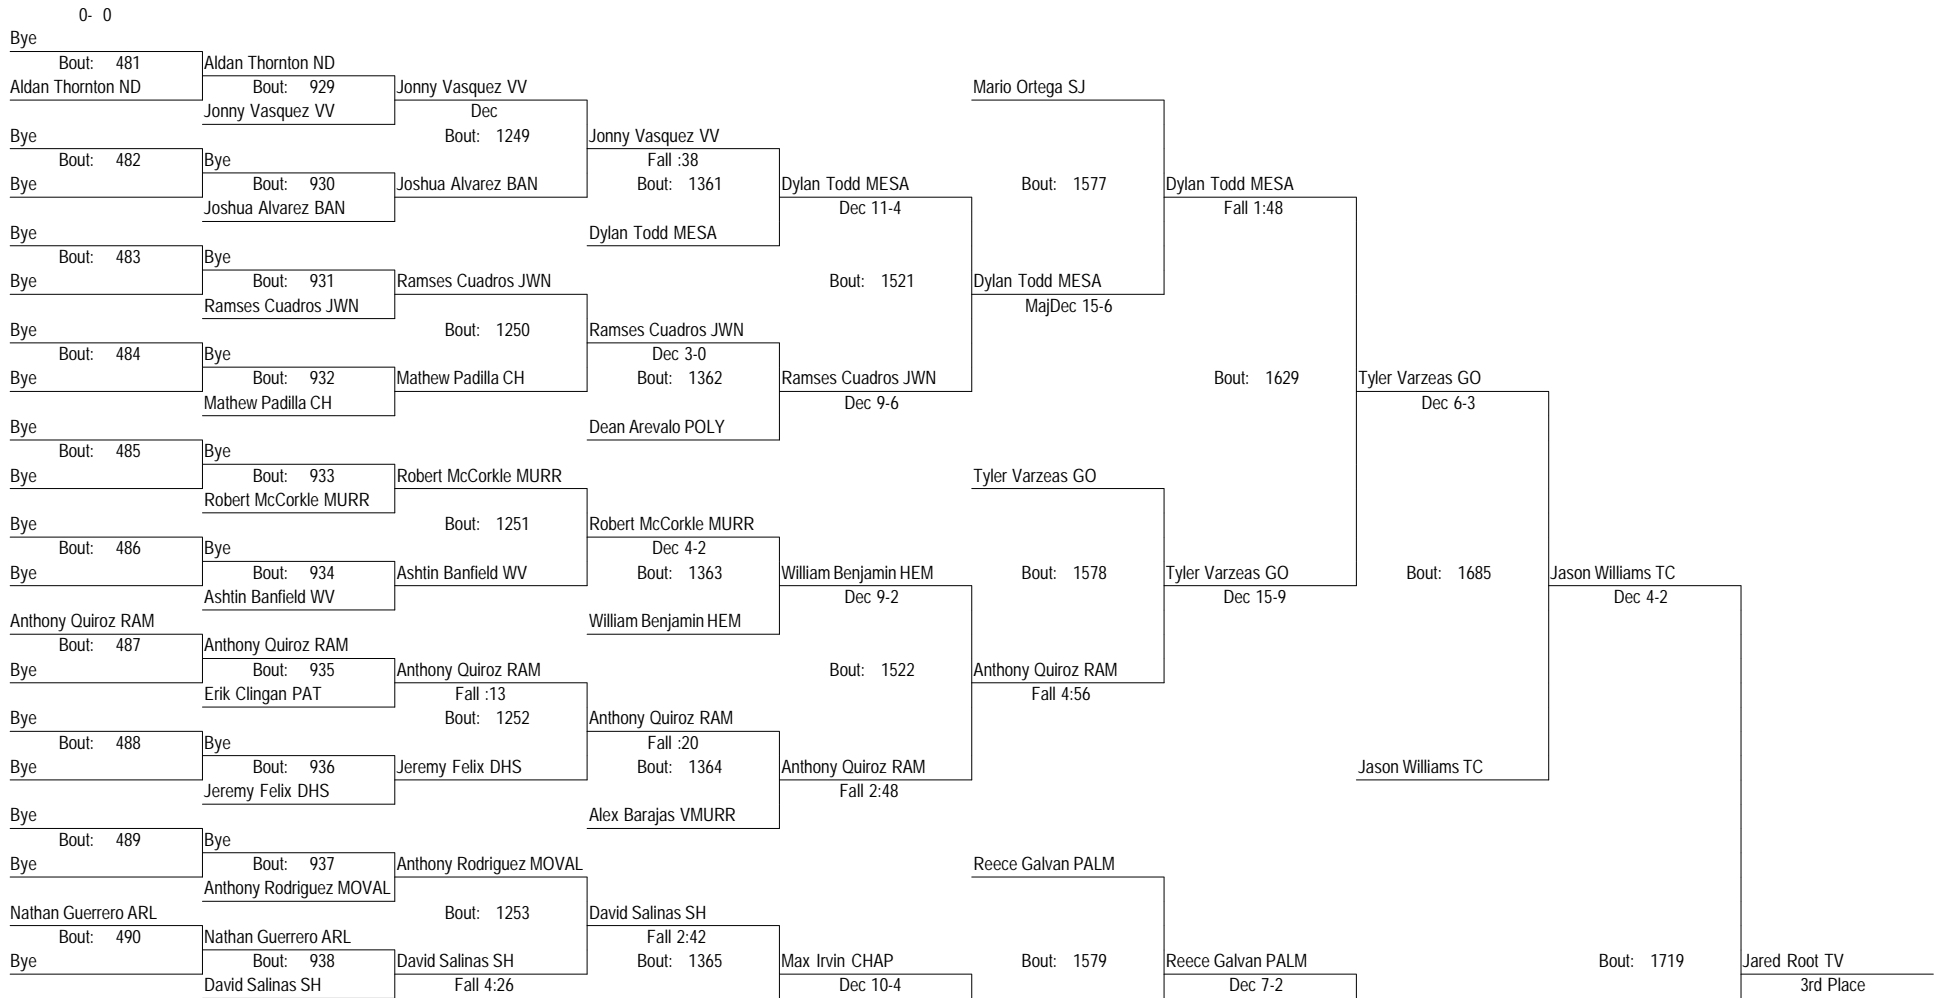 0- 0
Bye
Bout: 481 Aldan Thornton ND
Aldan Thornton ND Bout: 929 Jonny Vasquez VV Mario Ortega SJ
Jonny Vasquez VV Dec
Bye Bout: 1249 Jonny Vasquez VV
Bout: 482 Bye Fall :38
Bye Bout: 930 Joshua Alvarez BAN Bout: 1361 Dylan Todd MESA Bout: 1577 Dylan Todd MESA
Joshua Alvarez BAN Dec 11-4 Fall 1:48
Bye Dylan Todd MESA
Bout: 483 Bye
Bye Bout: 931 Ramses Cuadros JWN Bout: 1521 Dylan Todd MESA
Ramses Cuadros JWN MajDec 15-6
Bye Bout: 1250 Ramses Cuadros JWN
Bout: 484 Bye Dec 3-0
Bye Bout: 932 Mathew Padilla CH Bout: 1362 Ramses Cuadros JWN Bout: 1629 Tyler Varzeas GO
Mathew Padilla CH Dec 9-6 Dec 6-3
Bye Dean Arevalo POLY
Bout: 485 Bye
Bye Bout: 933 Robert McCorkle MURR Tyler Varzeas GO
Robert McCorkle MURR
Bye Bout: 1251 Robert McCorkle MURR
Bout: 486 Bye Dec 4-2
Bye Bout: 934 Ashtin Banfield WV Bout: 1363 William Benjamin HEM Bout: 1578 Tyler Varzeas GO Bout: 1685 Jason Williams TC
Ashtin Banfield WV Dec 9-2 Dec 15-9 Dec 4-2
Anthony Quiroz RAM William Benjamin HEM
Bout: 487 Anthony Quiroz RAM
Bye Bout: 935 Anthony Quiroz RAM Bout: 1522 Anthony Quiroz RAM
Erik Clingan PAT Fall :13 Fall 4:56
Bye Bout: 1252 Anthony Quiroz RAM
Bout: 488 Bye Fall :20
Bye Bout: 936 Jeremy Felix DHS Bout: 1364 Anthony Quiroz RAM Jason Williams TC
Jeremy Felix DHS Fall 2:48
Bye Alex Barajas VMURR
Bout: 489 Bye
Bye Bout: 937 Anthony Rodriguez MOVAL Reece Galvan PALM
Anthony Rodriguez MOVAL
Nathan Guerrero ARL Bout: 1253 David Salinas SH
Bout: 490 Nathan Guerrero ARL Fall 2:42
Bye Bout: 938 David Salinas SH Bout: 1365 Max Irvin CHAP Bout: 1579 Reece Galvan PALM Bout: 1719 Jared Root TV
David Salinas SH Fall 4:26 Dec 10-4 Dec 7-2 3rd Place